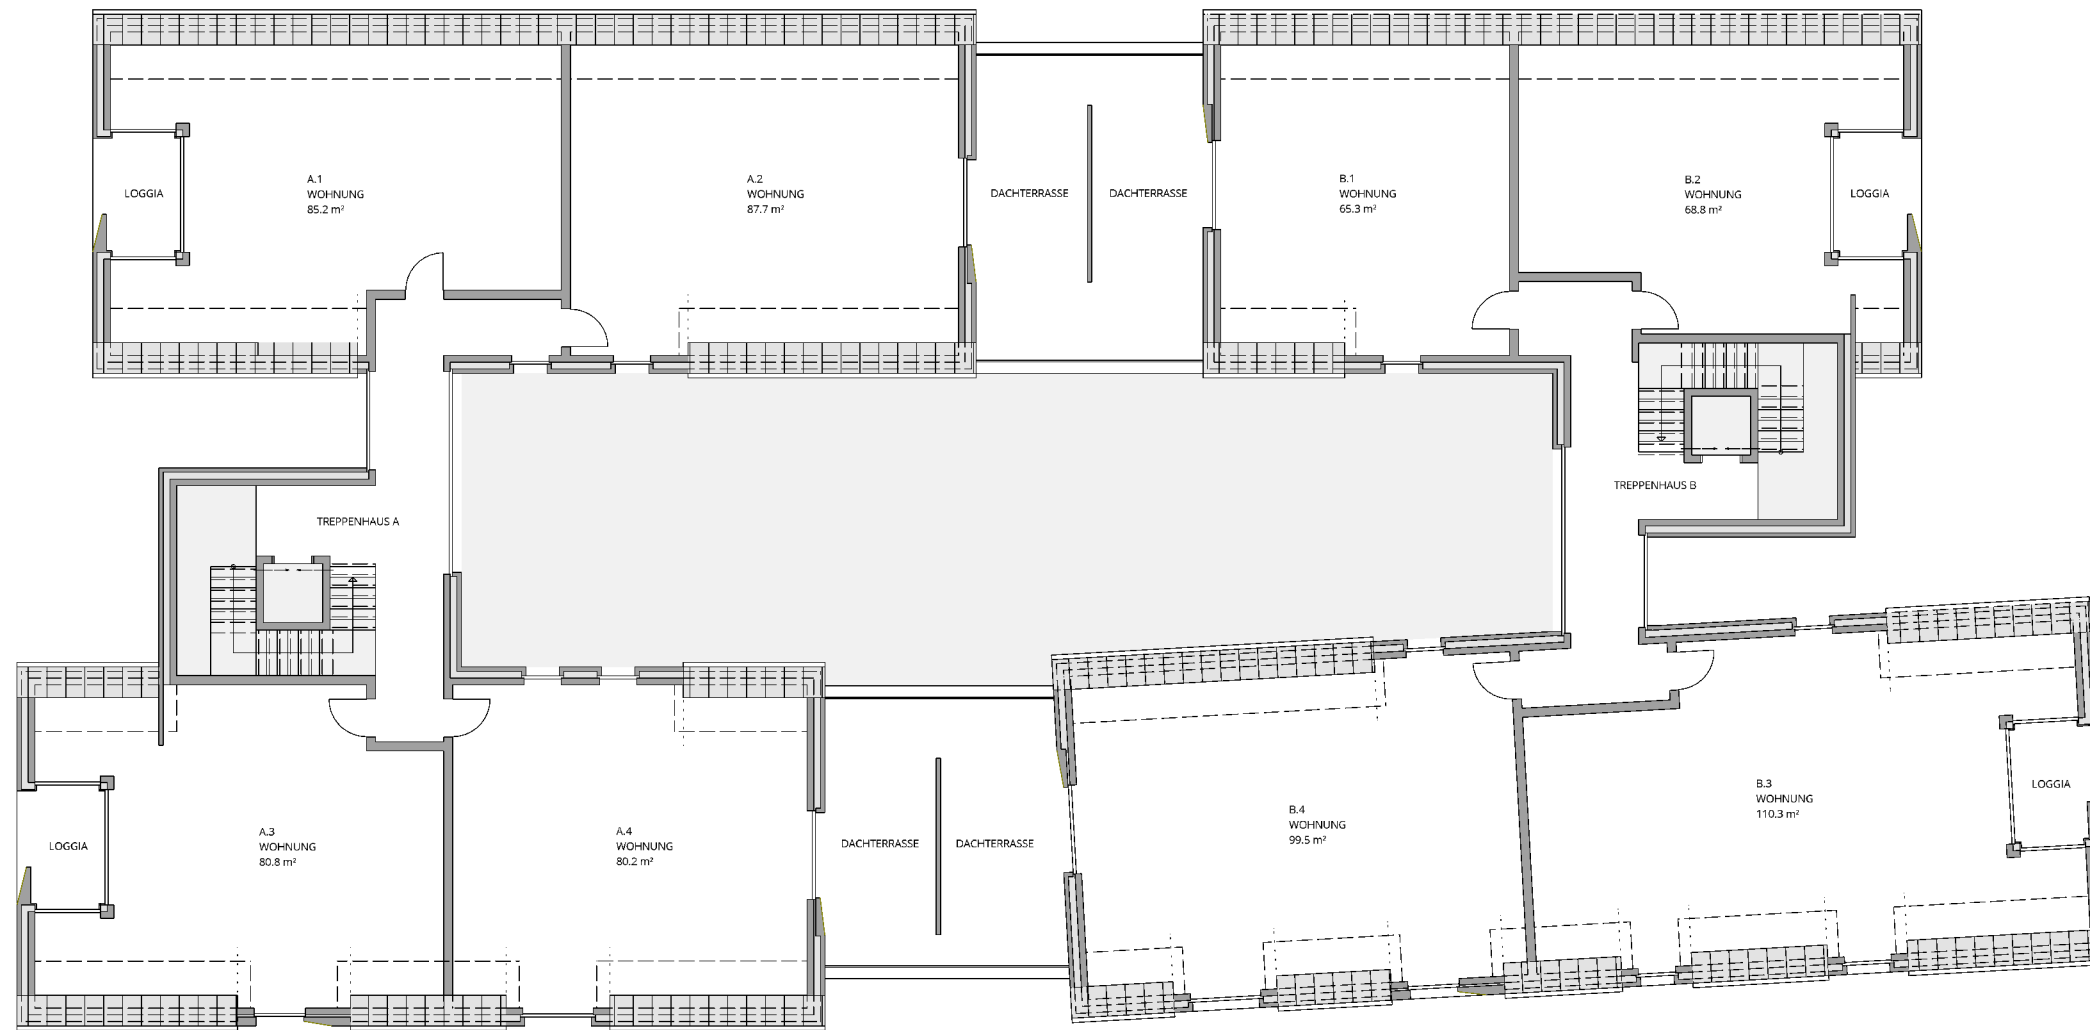 A.1
WOHNUNG
85.2 m²
LOGGIA
A.2
WOHNUNG
87.7 m²
DACHTERRASSE
DACHTERRASSE
B.1
WOHNUNG
65.3 m²
B.2
WOHNUNG
68.8 m²
LOGGIA
TREPPENHAUS A
TREPPENHAUS B
A.3
WOHNUNG
80.8 m²
LOGGIA
A.4
WOHNUNG
80.2 m²
DACHTERRASSE
DACHTERRASSE
B.4
WOHNUNG
99.5 m²
B.3
WOHNUNG
110.3 m²
LOGGIA